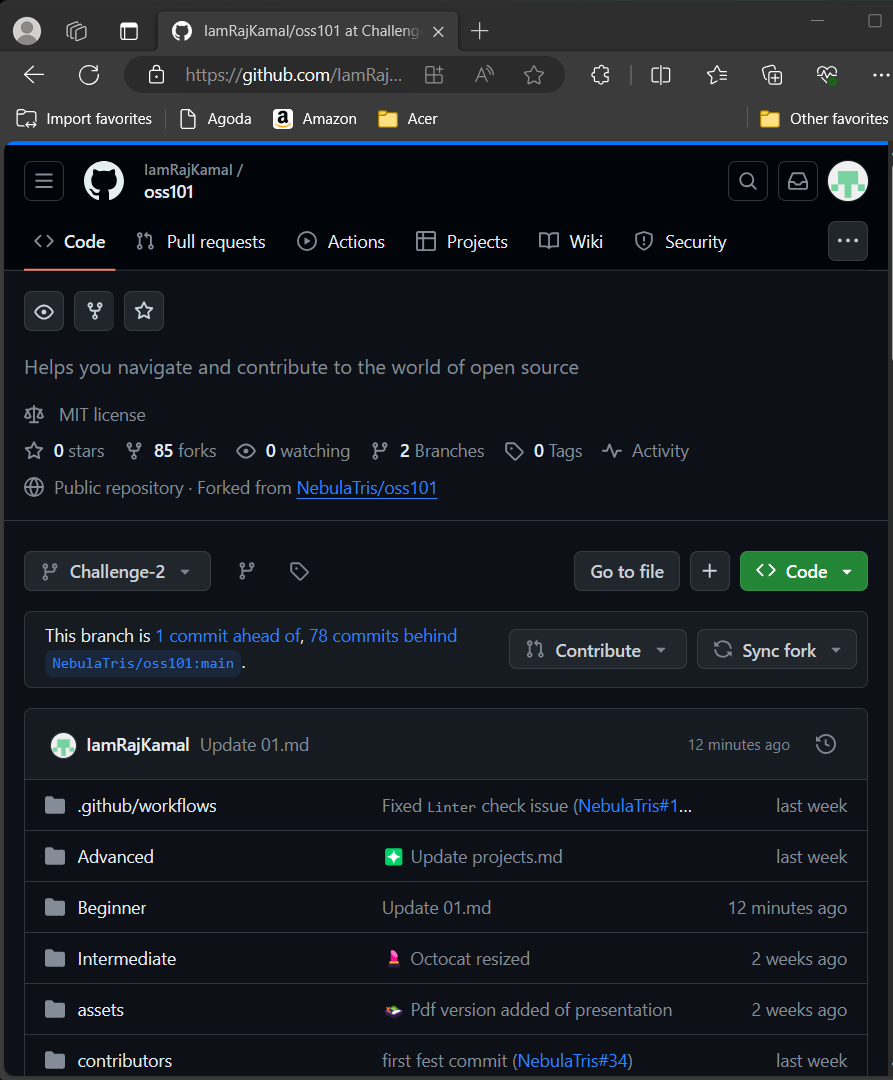 IamRajKamal/oss101 at Challeng
https://github.com/IamRaj...
Import favorites Agoda Amazon Acer Other favorites
IamRajKamal /
oss101
Code Pull requests Actions Projects Wiki Security
Helps you navigate and contribute to the world of open source
MIT license
0 stars 85 forks 0 watching 2 Branches 0 Tags Activity
Public repository · Forked from NebulaTris/oss101
Challenge-2 Go to file Code
This branch is 1 commit ahead of, 78 commits behind
NebulaTris/oss101:main .
Contribute Sync fork
IamRajKamal Update 01.md 12 minutes ago
.github/workflows Fixed Linter check issue (NebulaTris#1... last week
Advanced Update projects.md last week
Beginner Update 01.md 12 minutes ago
Intermediate Octocat resized 2 weeks ago
assets Pdf version added of presentation 2 weeks ago
contributors first fest commit (NebulaTris#34) last week